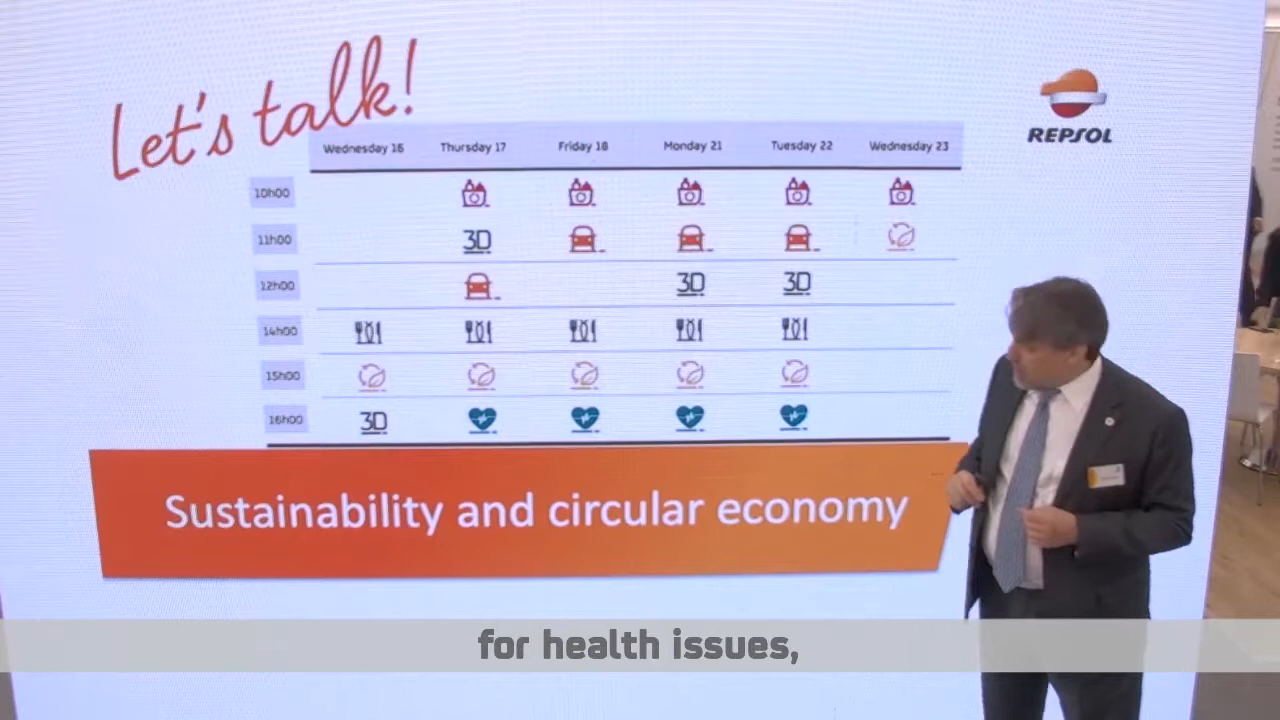 Let's talk!
REPSOL
Wednesday 16 Thursday 17 Friday 18 Monday 21 Tuesday 22 Wednesday 23
10h00
11h00 3D
12h00 3D 3D
14h00
15h00
16h00 3D
Sustainability and circular economy
for health issues,